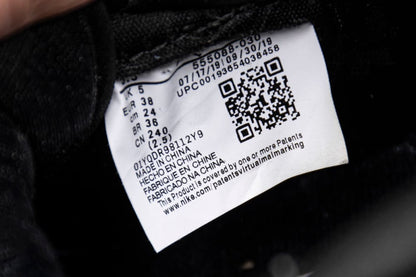 555088-030
07/17/19 09/30/19
UPC00193654038458
UK 5
EUR 38
cm 24
BR 36
CN 240
(2.5)
0IYQDR9B112Y9
MADE IN CHINA
HECHO EN CHINA
FABRIQUE EN CHINE
FABRICADO NA CHINA
This Product is covered by one or more Patents
www.nike.com/patentsvirtualmarking